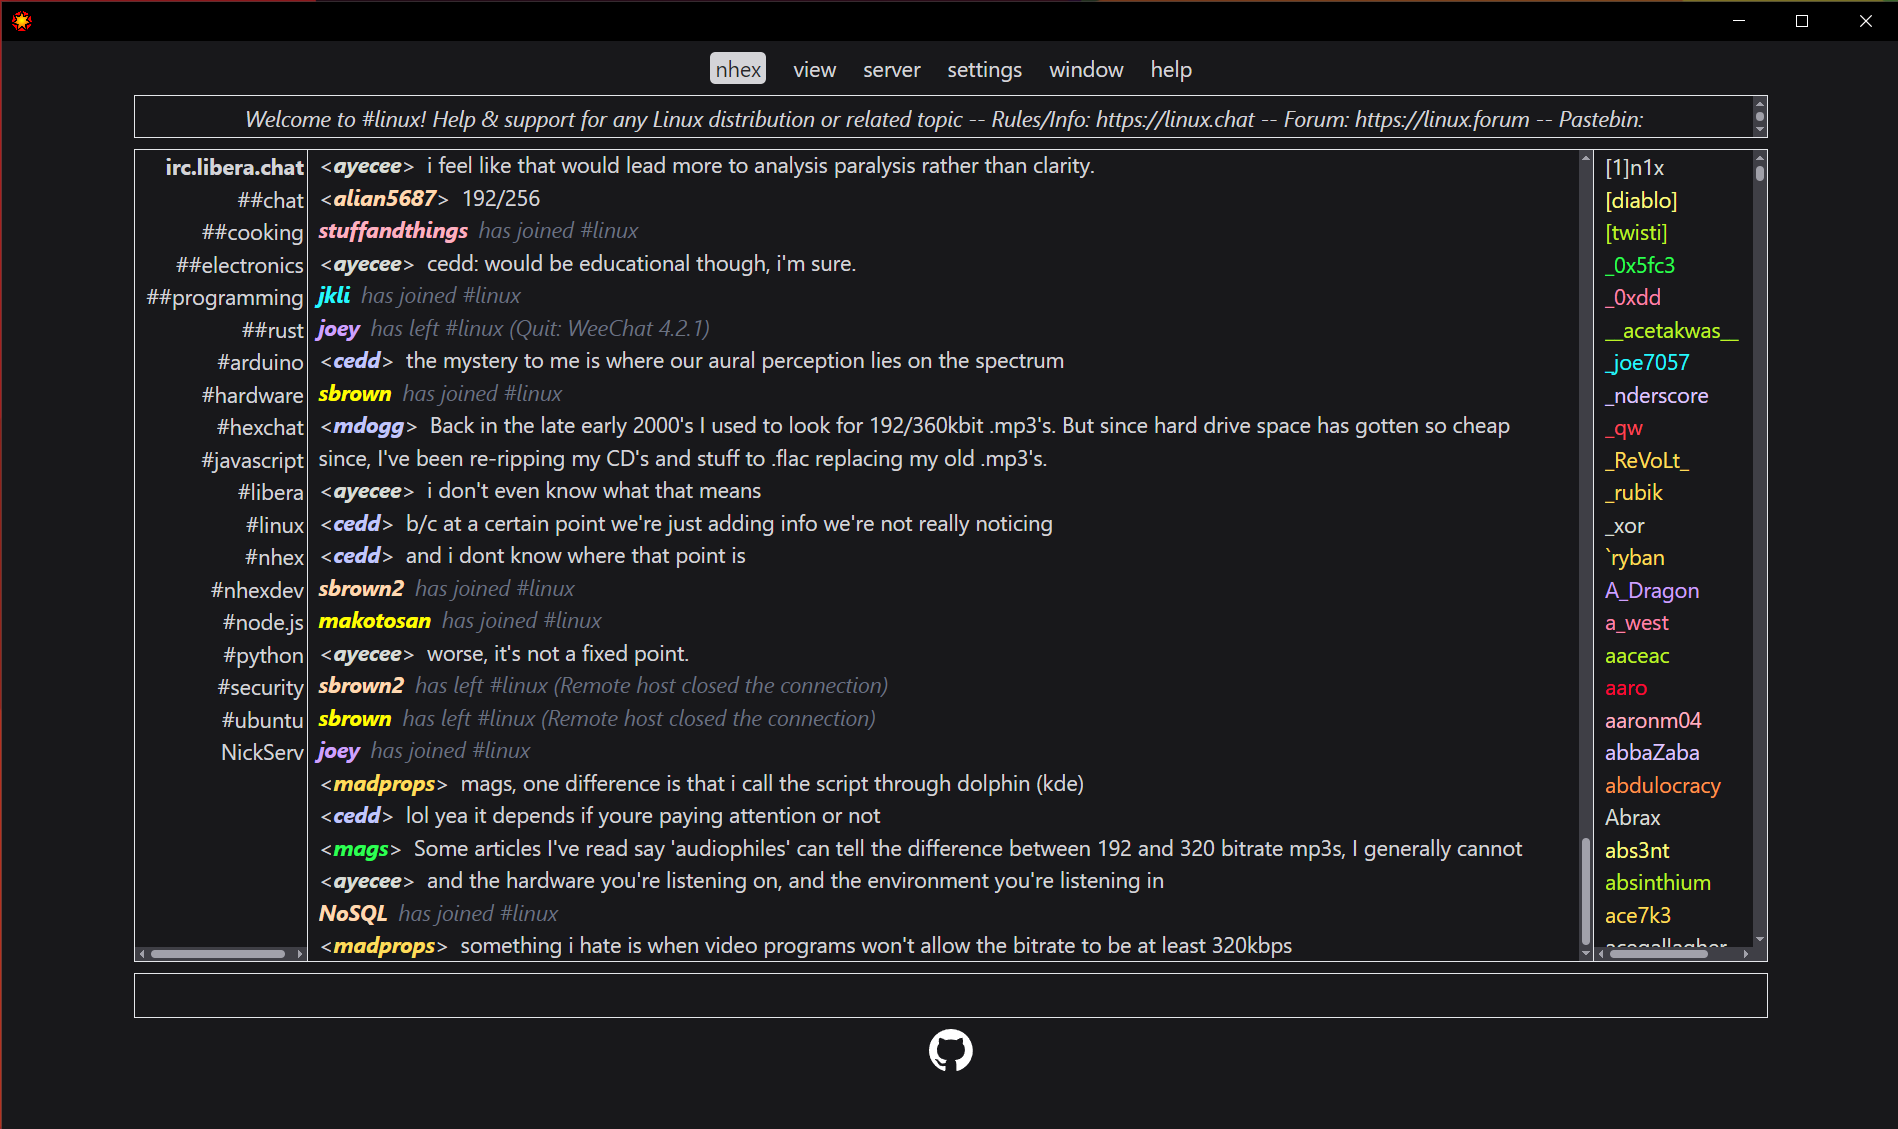 nhex view server settings window help
Welcome to #linux! Help & support for any Linux distribution or related topic -- Rules/Info: https://linux.chat -- Forum: https://linux.forum -- Pastebin:
irc.libera.chat
##chat
##cooking
##electronics
##programming
##rust
#arduino
#hardware
#hexchat
#javascript
#libera
#linux
#nhex
#nhexdev
#node.js
#python
#security
#ubuntu
NickServ
<ayecee> i feel like that would lead more to analysis paralysis rather than clarity.
<alian5687> 192/256
stuffandthings has joined #linux
<ayecee> cedd: would be educational though, i'm sure.
jkli has joined #linux
joey has left #linux (Quit: WeeChat 4.2.1)
<cedd> the mystery to me is where our aural perception lies on the spectrum
sbrown has joined #linux
<mdogg> Back in the late early 2000's I used to look for 192/360kbit .mp3's. But since hard drive space has gotten so cheap
since, I've been re-ripping my CD's and stuff to .flac replacing my old .mp3's.
<ayecee> i don't even know what that means
<cedd> b/c at a certain point we're just adding info we're not really noticing
<cedd> and i dont know where that point is
sbrown2 has joined #linux
makotosan has joined #linux
<ayecee> worse, it's not a fixed point.
sbrown2 has left #linux (Remote host closed the connection)
sbrown has left #linux (Remote host closed the connection)
joey has joined #linux
<madprops> mags, one difference is that i call the script through dolphin (kde)
<cedd> lol yea it depends if youre paying attention or not
<mags> Some articles I've read say 'audiophiles' can tell the difference between 192 and 320 bitrate mp3s, I generally cannot
<ayecee> and the hardware you're listening on, and the environment you're listening in
NoSQL has joined #linux
<madprops> something i hate is when video programs won't allow the bitrate to be at least 320kbps
[1]n1x
[diablo]
[twisti]
_0x5fc3
_0xdd
__acetakwas__
_joe7057
_nderscore
_qw
_ReVoLt_
_rubik
_xor
`ryban
A_Dragon
a_west
aaceac
aaro
aaronm04
abbaZaba
abdulocracy
Abrax
abs3nt
absinthium
ace7k3
acegallagher